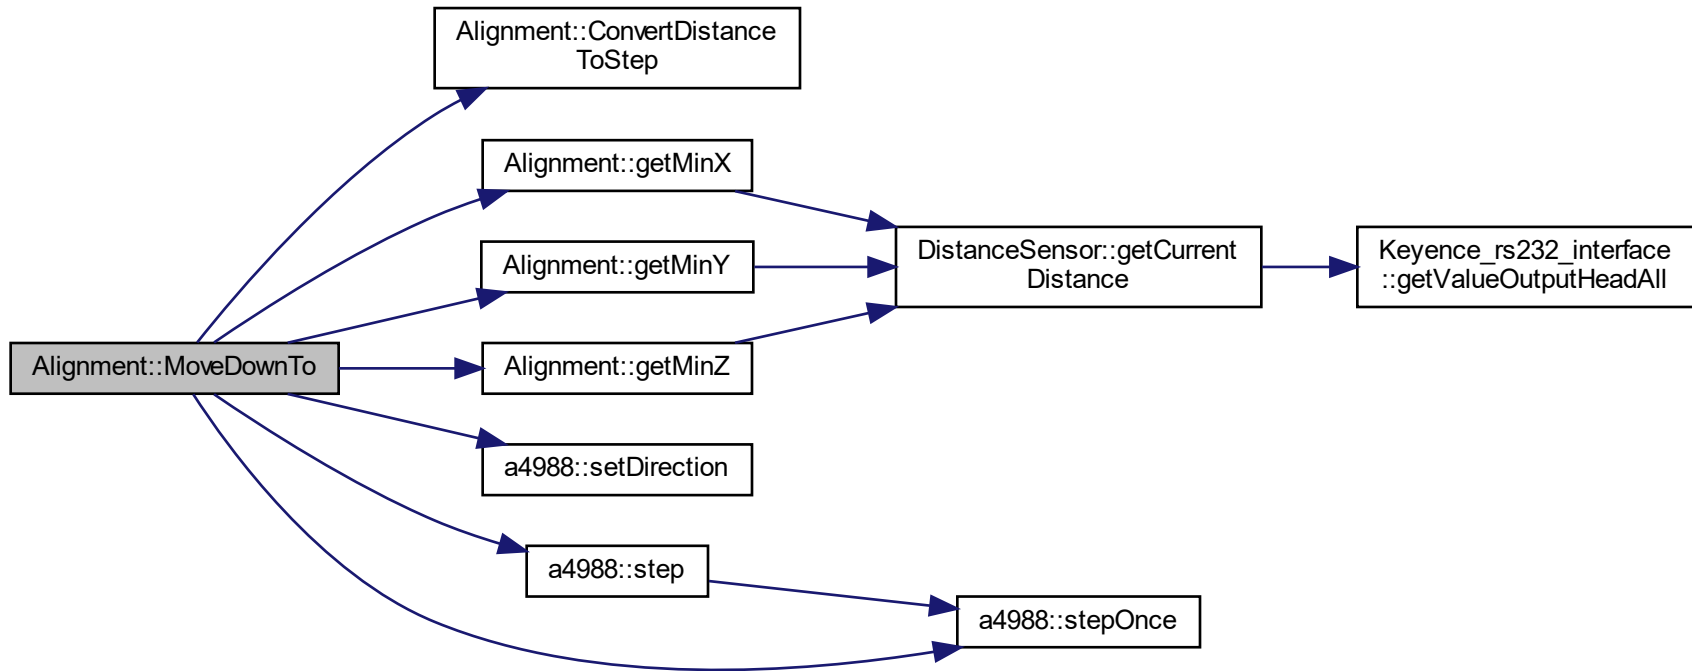 Alignment::ConvertDistance
ToStep
Alignment::getMinX
Alignment::getMinY
DistanceSensor::getCurrent
Distance
Keyence_rs232_interface
::getValueOutputHeadAll
Alignment::MoveDownTo
Alignment::getMinZ
a4988::setDirection
a4988::step
a4988::stepOnce